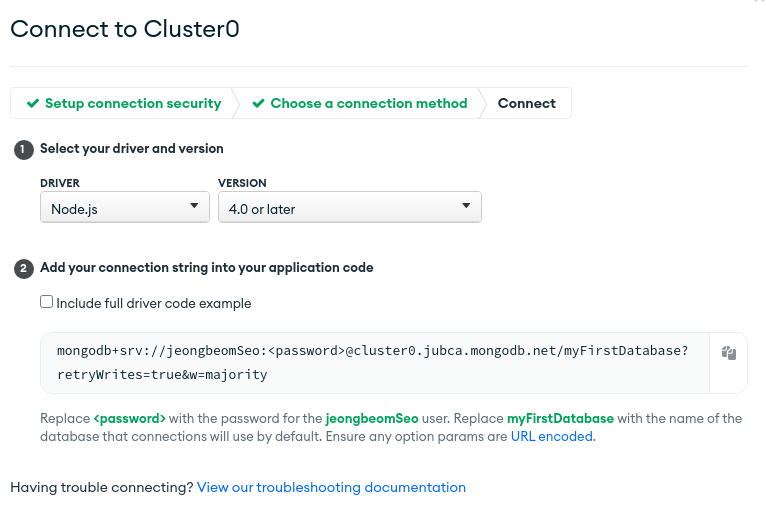 Connect to Cluster0
Setup connection security Choose a connection method Connect
1 Select your driver and version
DRIVER VERSION
Node.js 4.0 or later
2 Add your connection string into your application code
Include full driver code example
mongodb+srv://jeongbeomSeo:<password>@cluster0.jubca.mongodb.net/myFirstDatabase?
retryWrites=true&w=majority
Replace <password> with the password for the jeongbeomSeo user. Replace myFirstDatabase with the name of the
database that connections will use by default. Ensure any option params are URL encoded.
Having trouble connecting? View our troubleshooting documentation